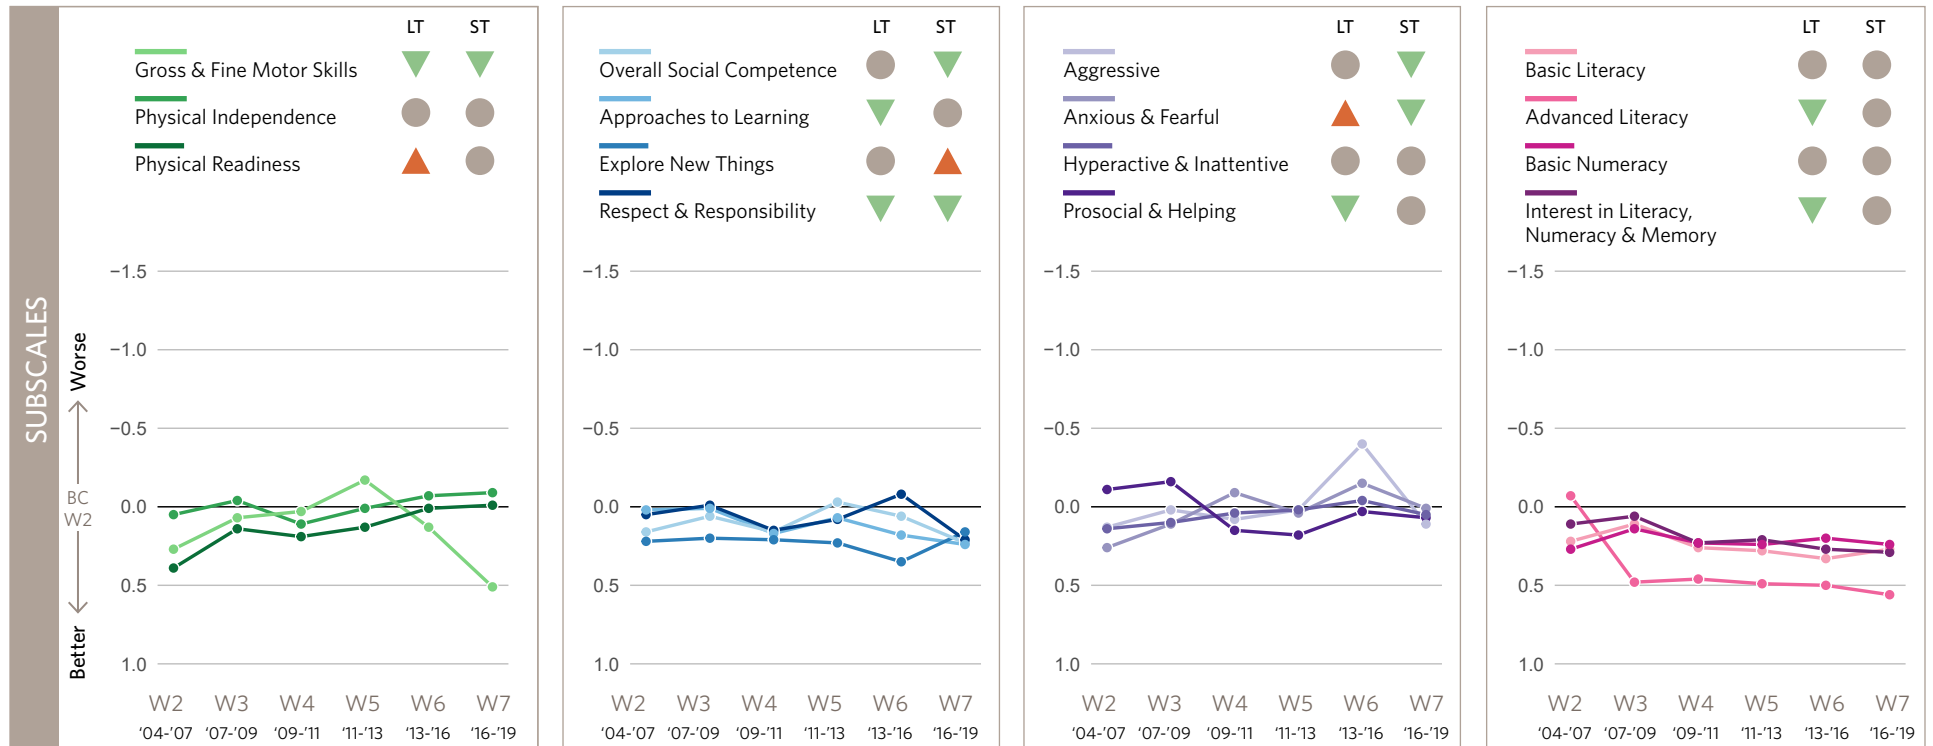 SUBSCALES
Worse
BC
W2
Better
LT ST
Gross & Fine Motor Skills
Physical Independence
Physical Readiness
−1.5
−1.0
−0.5
0.0
0.5
1.0
W2 W3 W4 W5 W6 W7
‘04-’07 ‘07-’09 ‘09-’11 ‘11-’13 ‘13-’16 ‘16-’19
LT ST
Overall Social Competence
Approaches to Learning
Explore New Things
Respect & Responsibility
−1.5
−1.0
−0.5
0.0
0.5
1.0
W2 W3 W4 W5 W6 W7
‘04-’07 ‘07-’09 ‘09-’11 ‘11-’13 ‘13-’16 ‘16-’19
LT ST
Aggressive
Anxious & Fearful
Hyperactive & Inattentive
Prosocial & Helping
−1.5
−1.0
−0.5
0.0
0.5
1.0
W2 W3 W4 W5 W6 W7
‘04-’07 ‘07-’09 ‘09-’11 ‘11-’13 ‘13-’16 ‘16-’19
LT ST
Basic Literacy
Advanced Literacy
Basic Numeracy
Interest in Literacy,
Numeracy & Memory
−1.5
−1.0
−0.5
0.0
0.5
1.0
W2 W3 W4 W5 W6 W7
‘04-’07 ‘07-’09 ‘09-’11 ‘11-’13 ‘13-’16 ‘16-’19